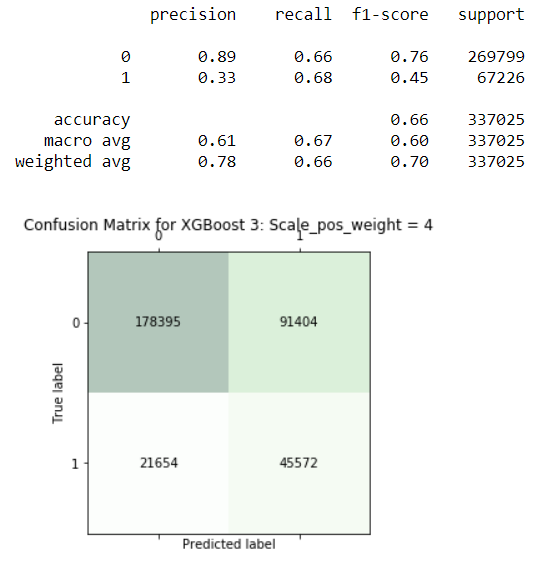 precision recall f1-score support
0 0.89 0.66 0.76 269799
1 0.33 0.68 0.45 67226
accuracy 0.66 337025
macro avg 0.61 0.67 0.60 337025
weighted avg 0.78 0.66 0.70 337025
Confusion Matrix for XGBoost 3: Scale_pos_weight = 4
0 1
0 178395 91404
True label
1 21654 45572
Predicted label